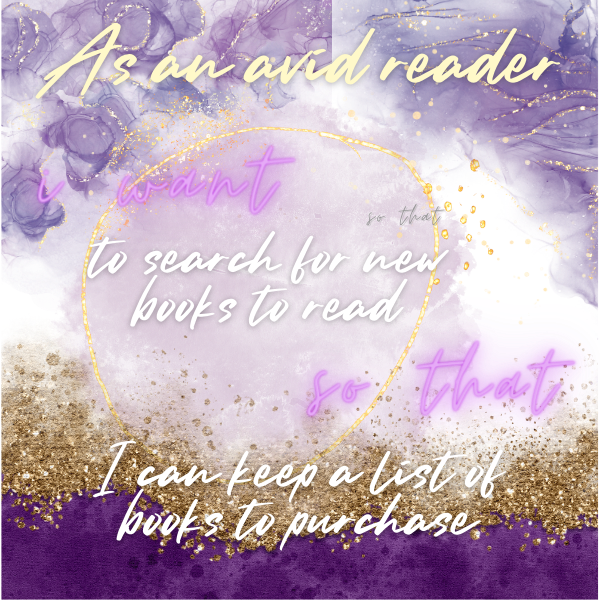 As an avid reader
i want
so that
to search for new
books to read
so that
I can keep a list of
books to purchase